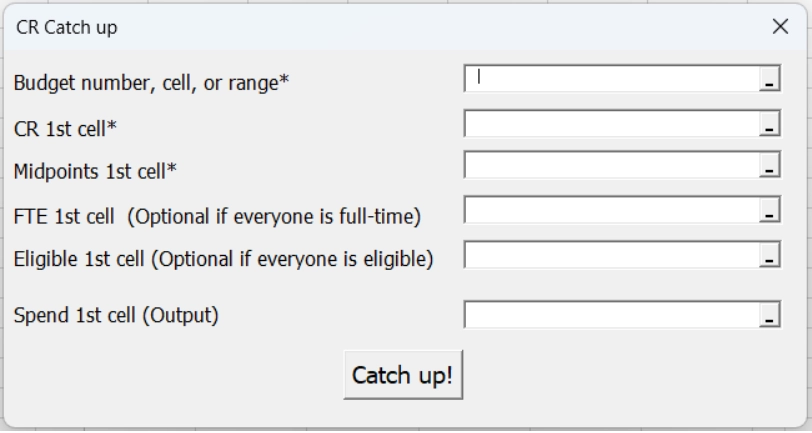 CR Catch up
Budget number, cell, or range*
CR 1st cell*
Midpoints 1st cell*
FTE 1st cell  (Optional if everyone is full-time)
Eligible 1st cell (Optional if everyone is eligible)
Spend 1st cell (Output)
Catch up!